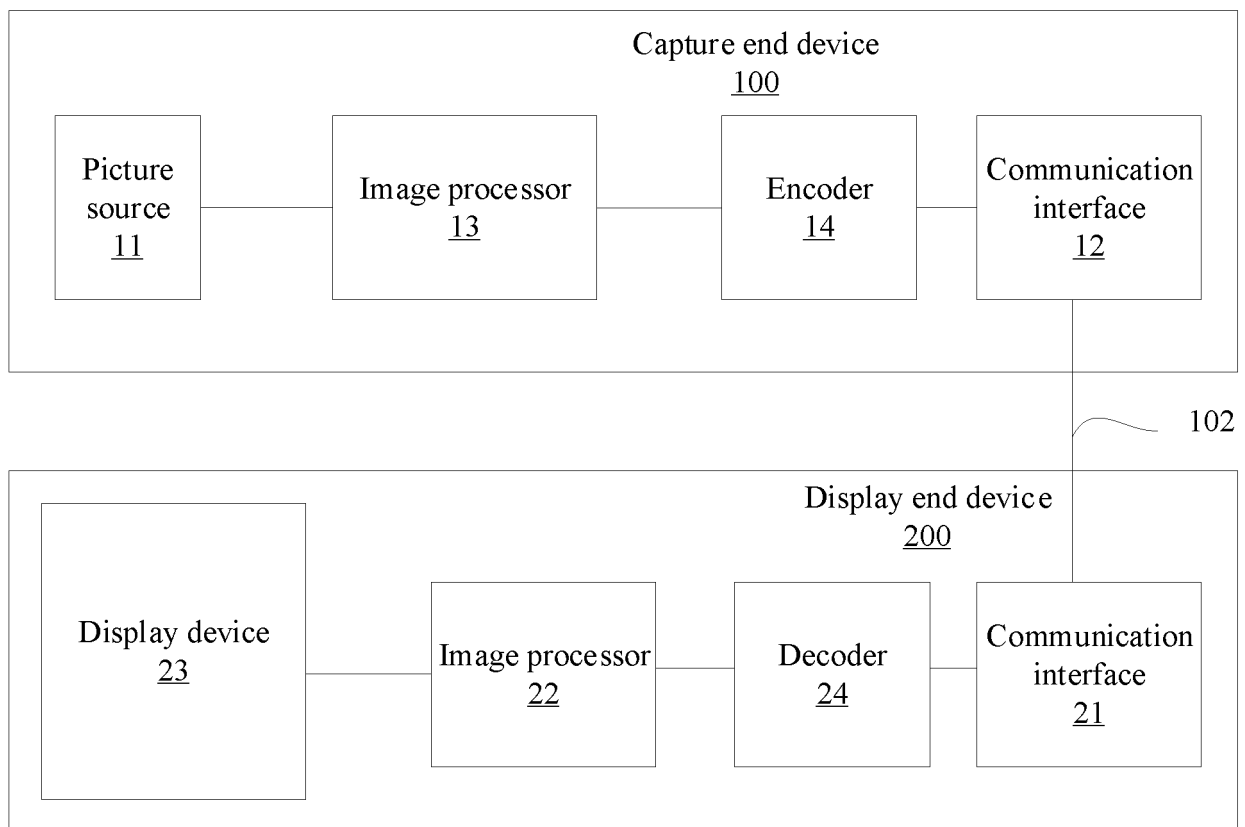 Capture end device
100
Picture
source
11
Image processor
13
Encoder
14
Communication
interface
12
102
Display end device
200
Display device
23
Image processor
22
Decoder
24
Communication
interface
21